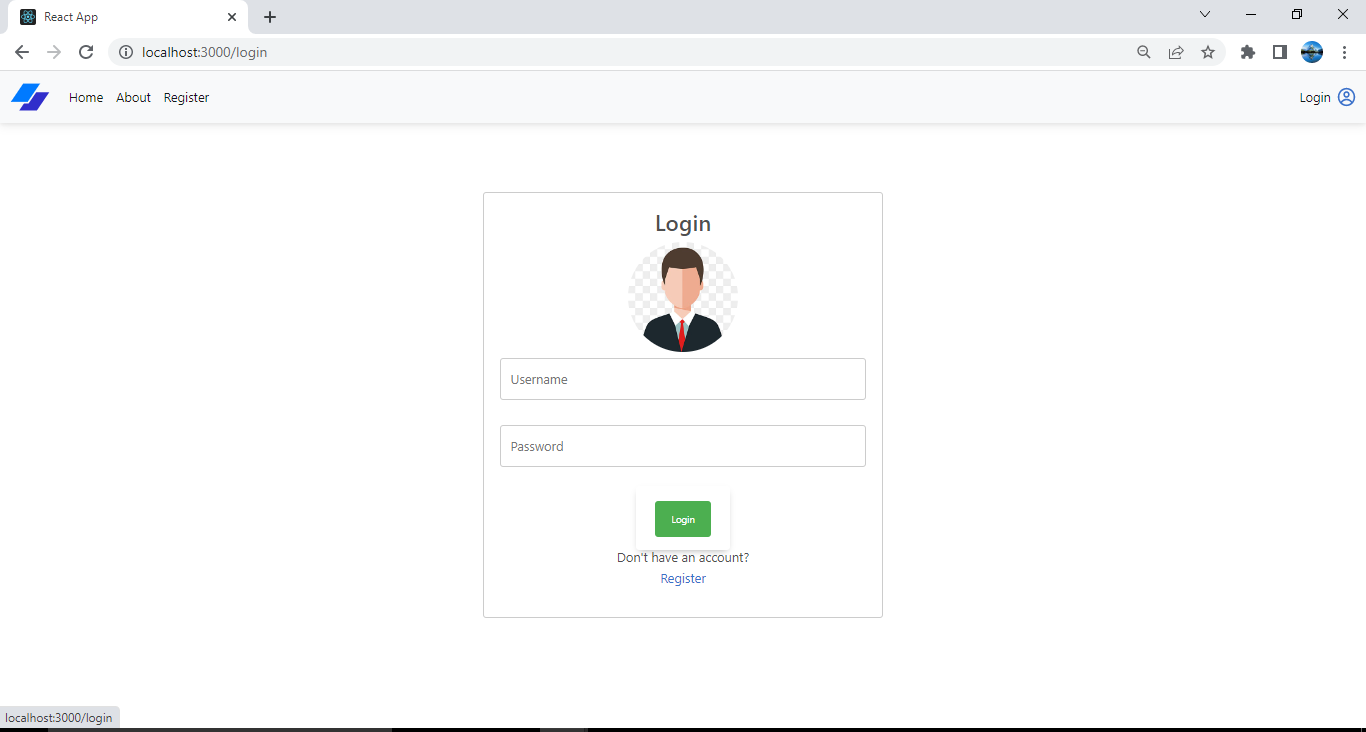 React App
localhost:3000/login
Home About Register Login
Login
Username
Password
Login
Don't have an account?
Register
localhost:3000/login